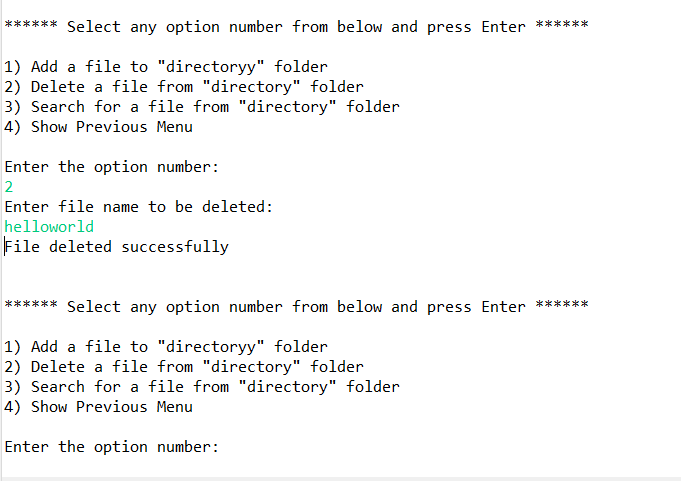 ****** Select any option number from below and press Enter ******
1) Add a file to "directoryy" folder
2) Delete a file from "directory" folder
3) Search for a file from "directory" folder
4) Show Previous Menu
Enter the option number:
2
Enter file name to be deleted:
helloworld
File deleted successfully
****** Select any option number from below and press Enter ******
1) Add a file to "directoryy" folder
2) Delete a file from "directory" folder
3) Search for a file from "directory" folder
4) Show Previous Menu
Enter the option number: